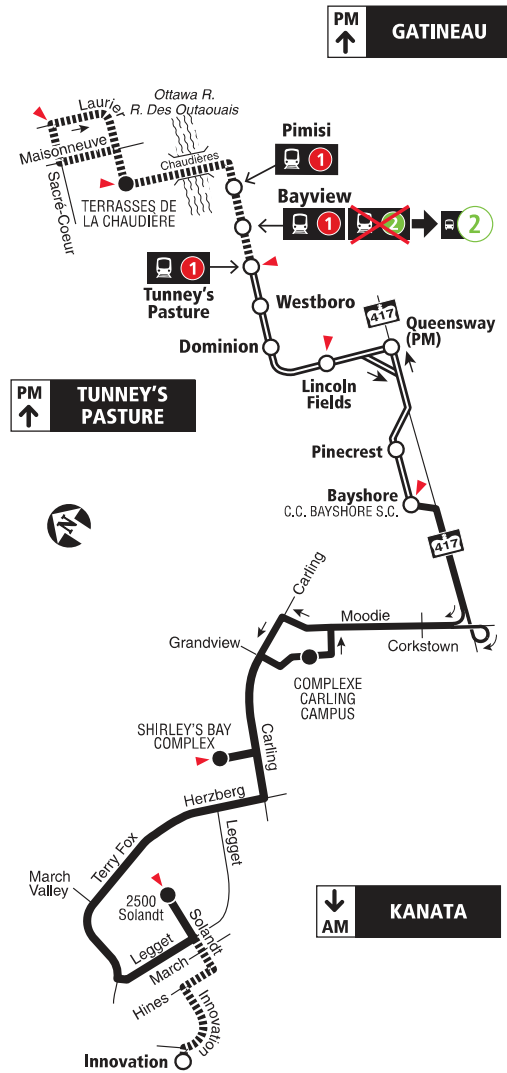 PM
GATINEAU
Ottawa R.
R. Des Outaouais
Laurier
Maisonneuve
Sacré-Coeur
Chaudières
TERRASSES DE
LA CHAUDIÈRE
Pimisi
1
Bayview
1
2
2
1
Tunney's
Pasture
Westboro
417
Queensway
(PM)
Dominion
Lincoln
Fields
PM
TUNNEY'S
PASTURE
Pinecrest
Bayshore
C.C. BAYSHORE S.C.
N
417
Carling
Moodie
Grandview
Corkstown
COMPLEXE
CARLING
CAMPUS
SHIRLEY'S BAY
COMPLEX
Carling
Herzberg
Legget
Terry Fox
March
Valley
2500
Solandt
Solandt
Legget
March
Hines
Innovation
Innovation
AM
KANATA